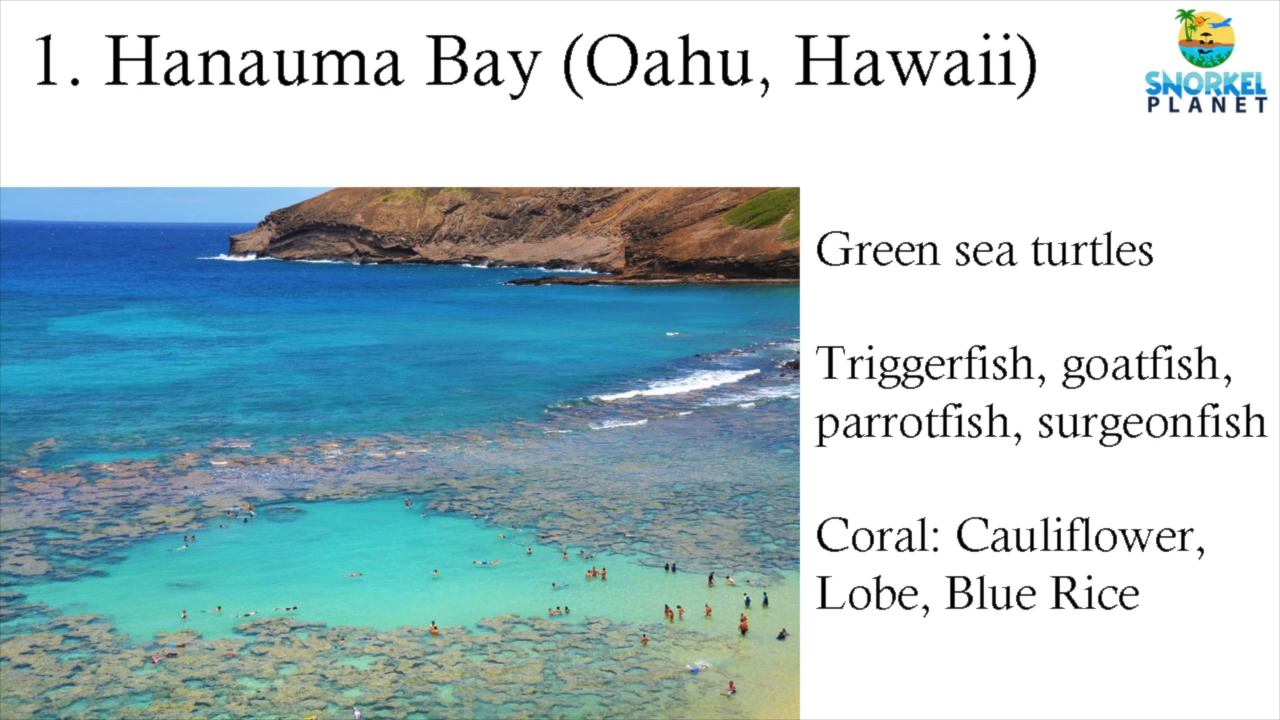 1. Hanauma Bay (Oahu, Hawaii)
SNORKEL
PLANET
Green sea turtles
Triggerfish, goatfish,
parrotfish, surgeonfish
Coral: Cauliflower,
Lobe, Blue Rice